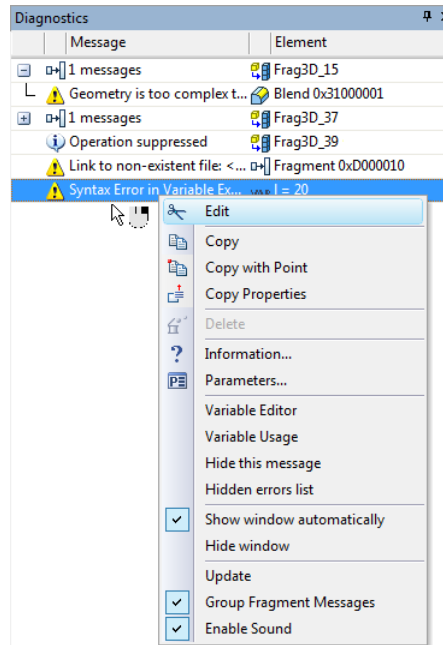 Diagnostics
Message Element
1 messages Frag3D_15
Geometry is too complex t... Blend 0x31000001
1 messages Frag3D_37
Operation suppressed Frag3D_39
Link to non-existent file: <... Fragment 0xD000010
Syntax Error in Variable Ex... VAR I = 20
Edit
Copy
Copy with Point
Copy Properties
Delete
Information...
Parameters...
Variable Editor
Variable Usage
Hide this message
Hidden errors list
Show window automatically
Hide window
Update
Group Fragment Messages
Enable Sound